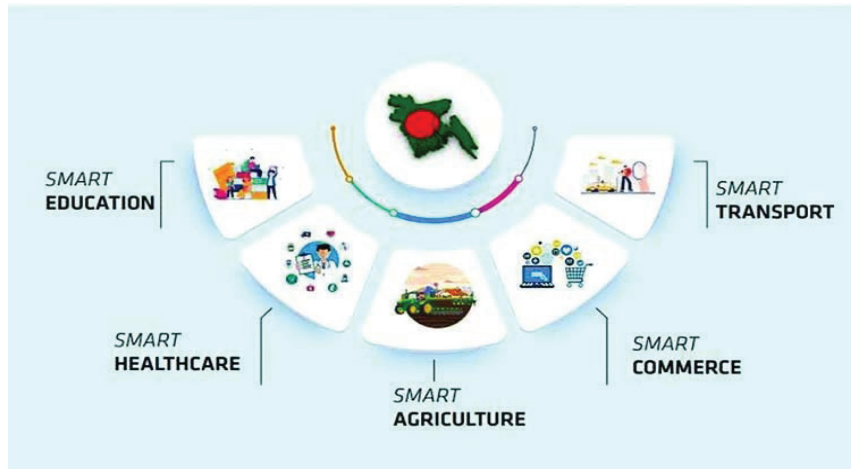 SMART
EDUCATION
SMART
HEALTHCARE
SMART
AGRICULTURE
SMART
COMMERCE
SMART
TRANSPORT